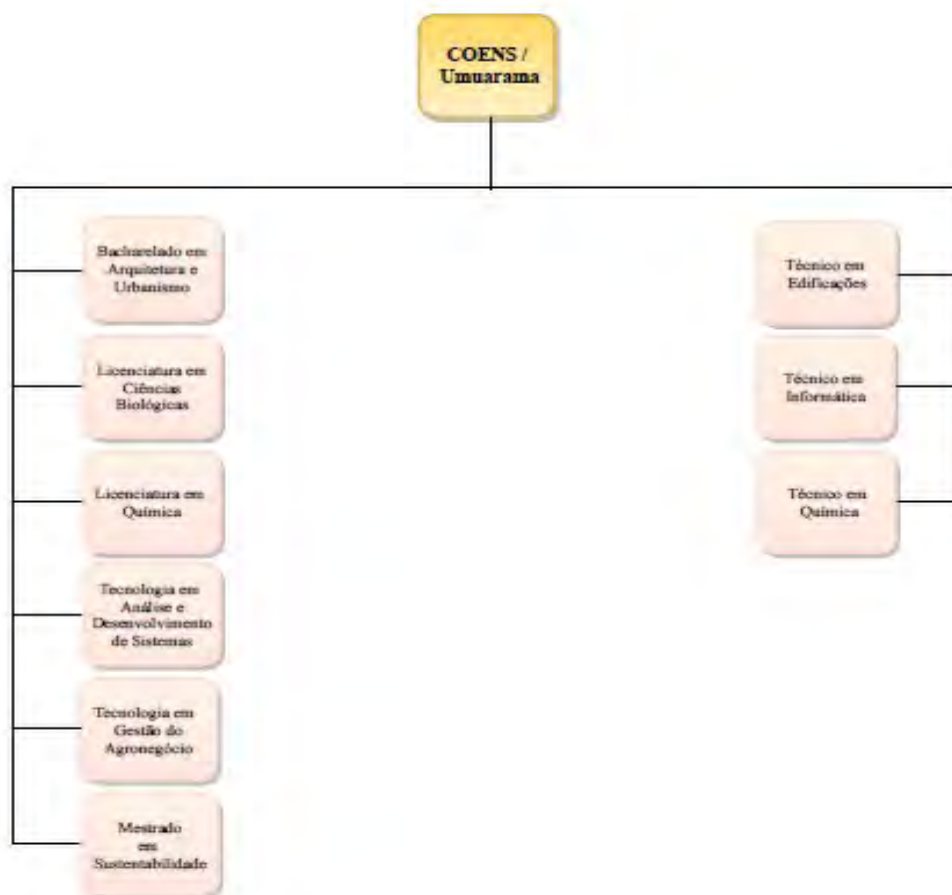 COENS /
Umuarama
Bacharelado em
Arquitetura e
Urbanismo
Licenciatura em
Ciências
Biológicas
Licenciatura em
Química
Tecnologia em
Análise e
Desenvolvimento
de Sistemas
Tecnologia em
Gestão do
Agronegócio
Mestrado
em
Sustentabilidade
Técnico em
Edificações
Técnico em
Informática
Técnico em
Química